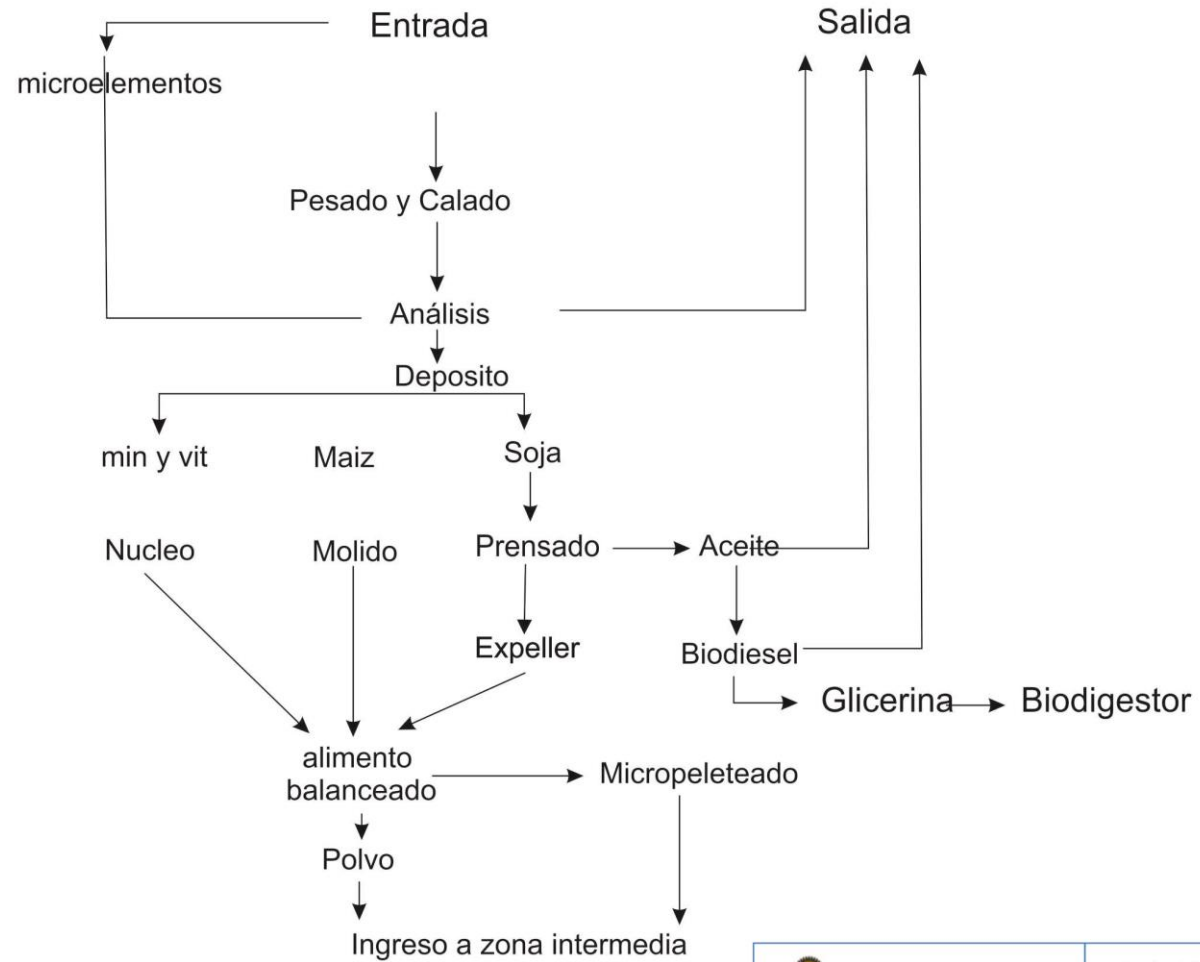 Entrada
Salida
microelementos
Pesado y Calado
Análisis
Deposito
min y vit
Maiz
Soja
Nucleo
Molido
Prensado
Aceite
Expeller
Biodiesel
Glicerina
Biodigestor
alimento
balanceado
Micropeleteado
Polvo
Ingreso a zona intermedia